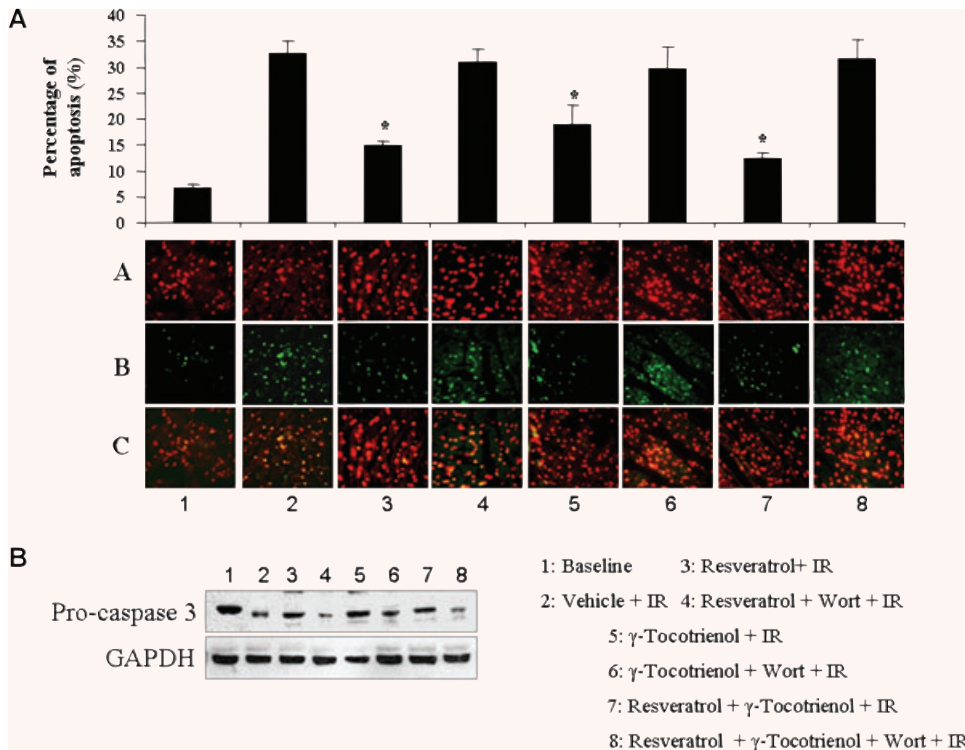 A
Percentage of
apoptosis (%)
40
35
30
25
20
15
10
5
0
*
*
*
A
B
C
1 2 3 4 5 6 7 8
B
1 2 3 4 5 6 7 8
Pro-caspase 3
GAPDH
1: Baseline 3: Resveratrol+ IR
2: Vehicle + IR 4: Resveratrol + Wort + IR
5: γ-Tocotrienol + IR
6: γ-Tocotrienol + Wort + IR
7: Resveratrol + γ-Tocotrienol + IR
8: Resveratrol + γ-Tocotrienol + Wort + IR